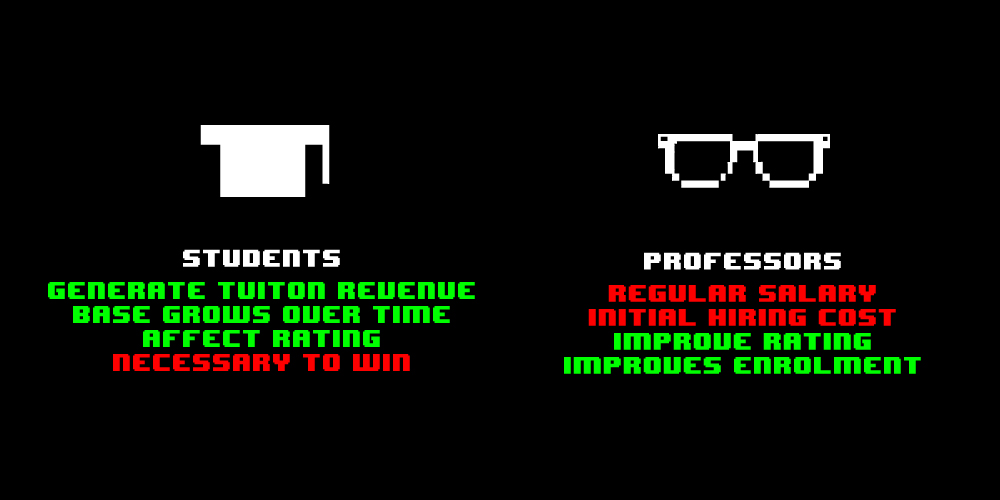 STUDENTS
GENERATE TUITON REVENUE
BASE GROWS OVER TIME
AFFECT RATING
NECESSARY TO WIN
PROFESSORS
REGULAR SALARY
INITIAL HIRING COST
IMPROVE RATING
IMPROVES ENROLMENT